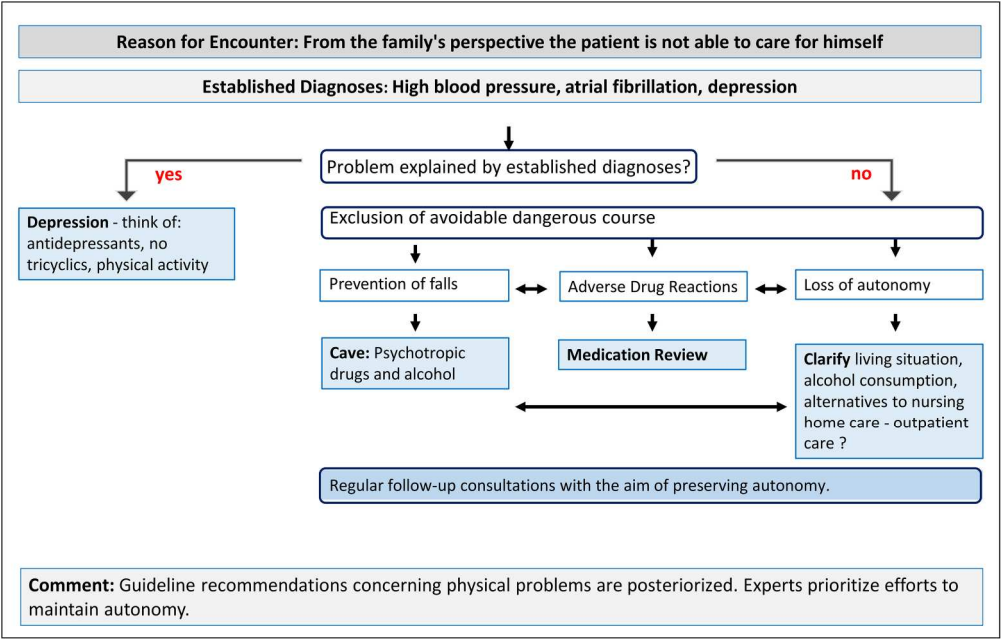 Reason for Encounter: From the family's perspective the patient is not able to care for himself
Established Diagnoses: High blood pressure, atrial fibrillation, depression
Problem explained by established diagnoses?
yes
no
Depression - think of:
antidepressants, no
tricyclics, physical activity
Exclusion of avoidable dangerous course
Prevention of falls
Adverse Drug Reactions
Loss of autonomy
Cave: Psychotropic
drugs and alcohol
Medication Review
Clarify living situation,
alcohol consumption,
alternatives to nursing
home care - outpatient
care ?
Regular follow-up consultations with the aim of preserving autonomy.
Comment: Guideline recommendations concerning physical problems are posteriorized. Experts prioritize efforts to
maintain autonomy.